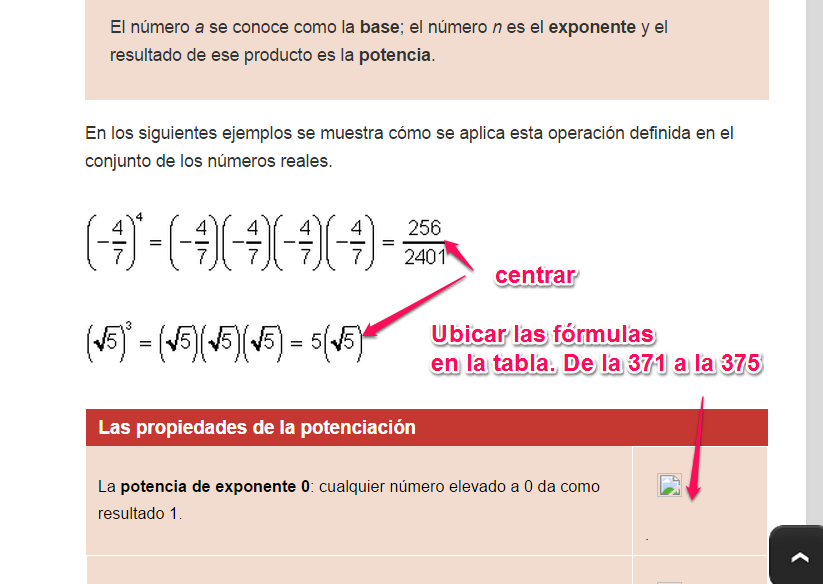 El número a se conoce como la base; el número n es el exponente y el
resultado de ese producto es la potencia.
En los siguientes ejemplos se muestra cómo se aplica esta operación definida en el
conjunto de los números reales.
(-4/7)^4 = (-4/7)(-4/7)(-4/7)(-4/7) = 256/2401
centrar
(√5)^3 = (√5)(√5)(√5) = 5(√5)
Ubicar las fórmulas
en la tabla. De la 371 a la 375
Las propiedades de la potenciación
La potencia de exponente 0: cualquier número elevado a 0 da como
resultado 1.
.